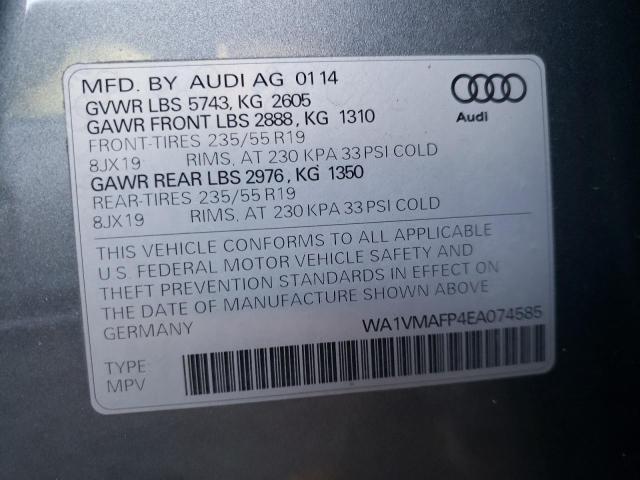 MFD. BY AUDI AG 01 14
GVWR LBS 5743, KG 2605
GAWR FRONT LBS 2888, KG 1310
FRONT-TIRES 235/55 R19
8JX19 RIMS, AT 230 KPA 33 PSI COLD
GAWR REAR LBS 2976, KG 1350
REAR-TIRES 235/55 R19
8JX19 RIMS, AT 230 KPA 33 PSI COLD
Audi
THIS VEHICLE CONFORMS TO ALL APPLICABLE
U.S. FEDERAL MOTOR VEHICLE SAFETY AND
THEFT PREVENTION STANDARDS IN EFFECT ON
THE DATE OF MANUFACTURE SHOWN ABOVE
GERMANY WA1VMAFP4EA074585
TYPE:
MPV